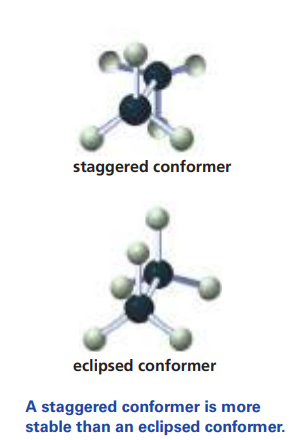 staggered conformer
eclipsed conformer
A staggered conformer is more
stable than an eclipsed conformer.